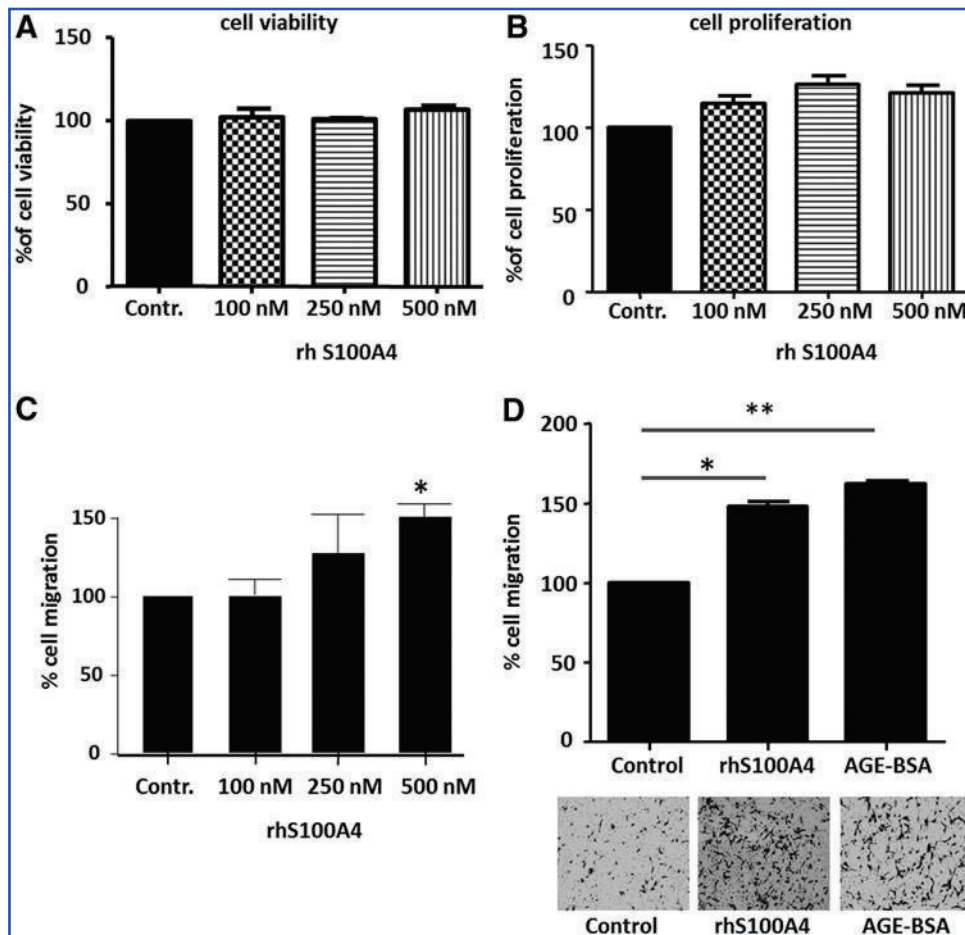 A
cell viability
150
100
50
0
%of cell viability
Contr.
100 nM
250 nM
500 nM
rh S100A4
B
cell proliferation
150
100
50
0
%of cell proliferation
Contr.
100 nM
250 nM
500 nM
rh S100A4
C
*
150
100
50
0
% cell migration
Contr.
100 nM
250 nM
500 nM
rhS100A4
D
**
*
200
150
100
50
0
% cell migration
Control
rhS100A4
AGE-BSA
Control
rhS100A4
AGE-BSA